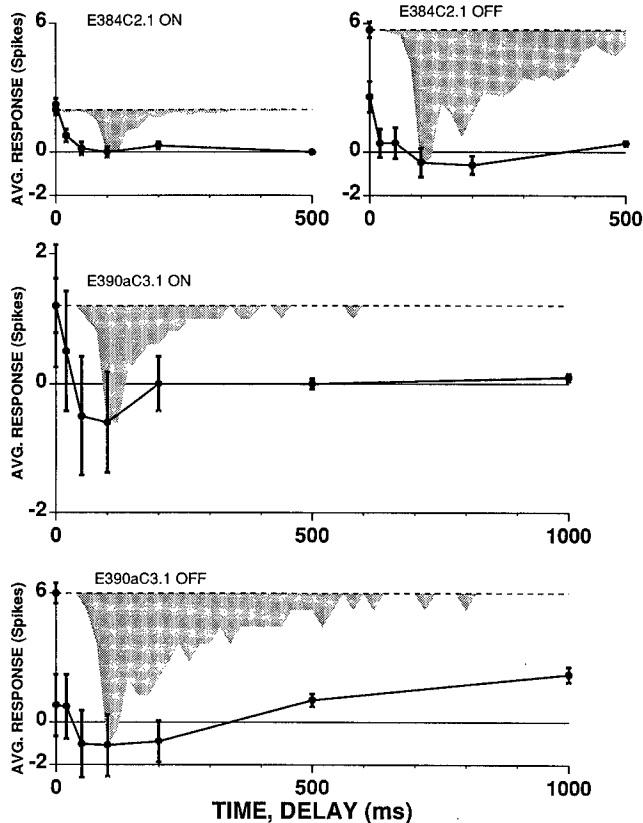 E384C2.1 ON
E384C2.1 OFF
AVG. RESPONSE (Spikes)
6
0
-2
0
500
6
0
-2
0
500
E390aC3.1 ON
AVG. RESPONSE (Spikes)
2
0
-2
0
500
1000
E390aC3.1 OFF
AVG. RESPONSE (Spikes)
6
0
-2
0
500
1000
TIME, DELAY (ms)